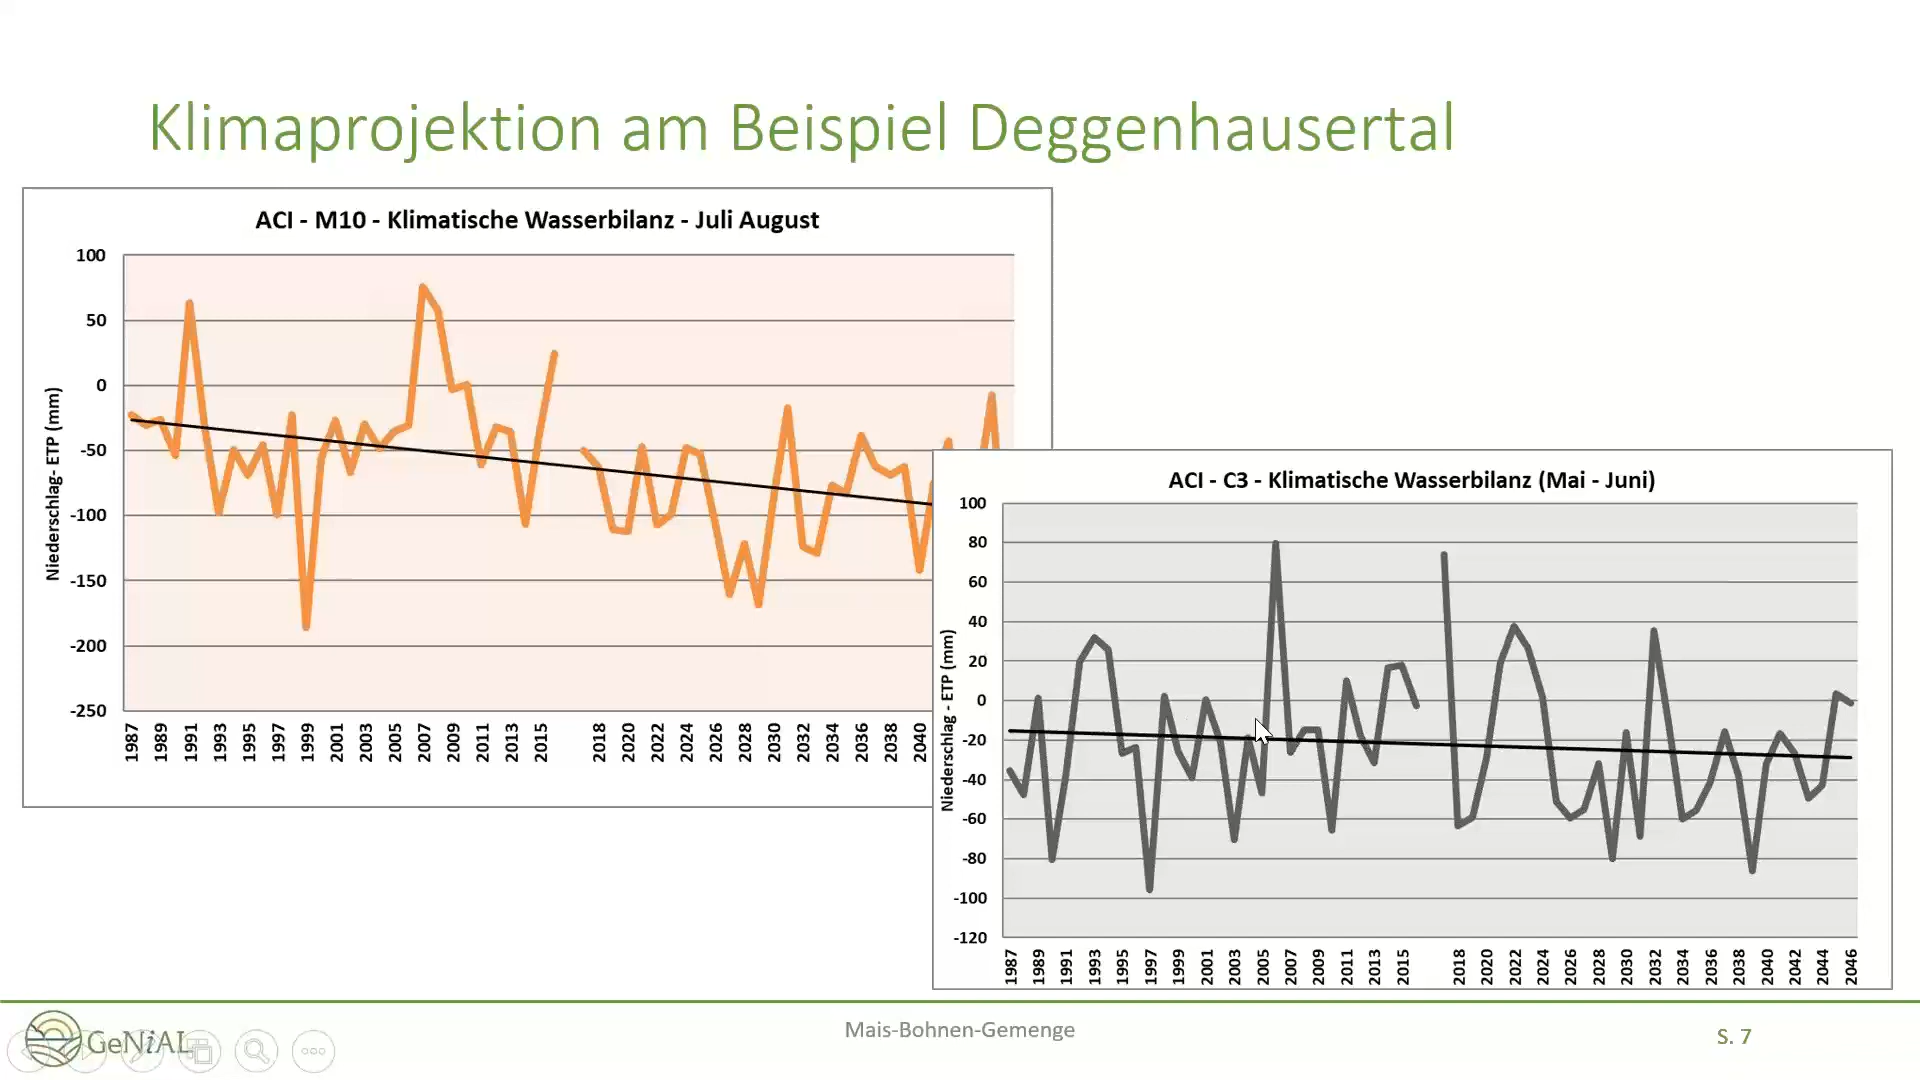 Klimaprojektion am Beispiel Deggenhausertal
ACI - M10 - Klimatische Wasserbilanz - Juli August
Niederschlag- ETP (mm)
100
50
0
-50
-100
-150
-200
-250
1987 1989 1991 1993 1995 1997 1999 2001 2003 2005 2007 2009 2011 2013 2015 2018 2020 2022 2024 2026 2028 2030 2032 2034 2036 2038 2040
ACI - C3 - Klimatische Wasserbilanz (Mai - Juni)
Niederschlag - ETP (mm)
100
80
60
40
20
0
-20
-40
-60
-80
-100
-120
1987 1989 1991 1993 1995 1997 1999 2001 2003 2005 2007 2009 2011 2013 2015 2018 2020 2022 2024 2026 2028 2030 2032 2034 2036 2038 2040 2042 2044 2046
GeNiAL
Mais-Bohnen-Gemenge
S. 7